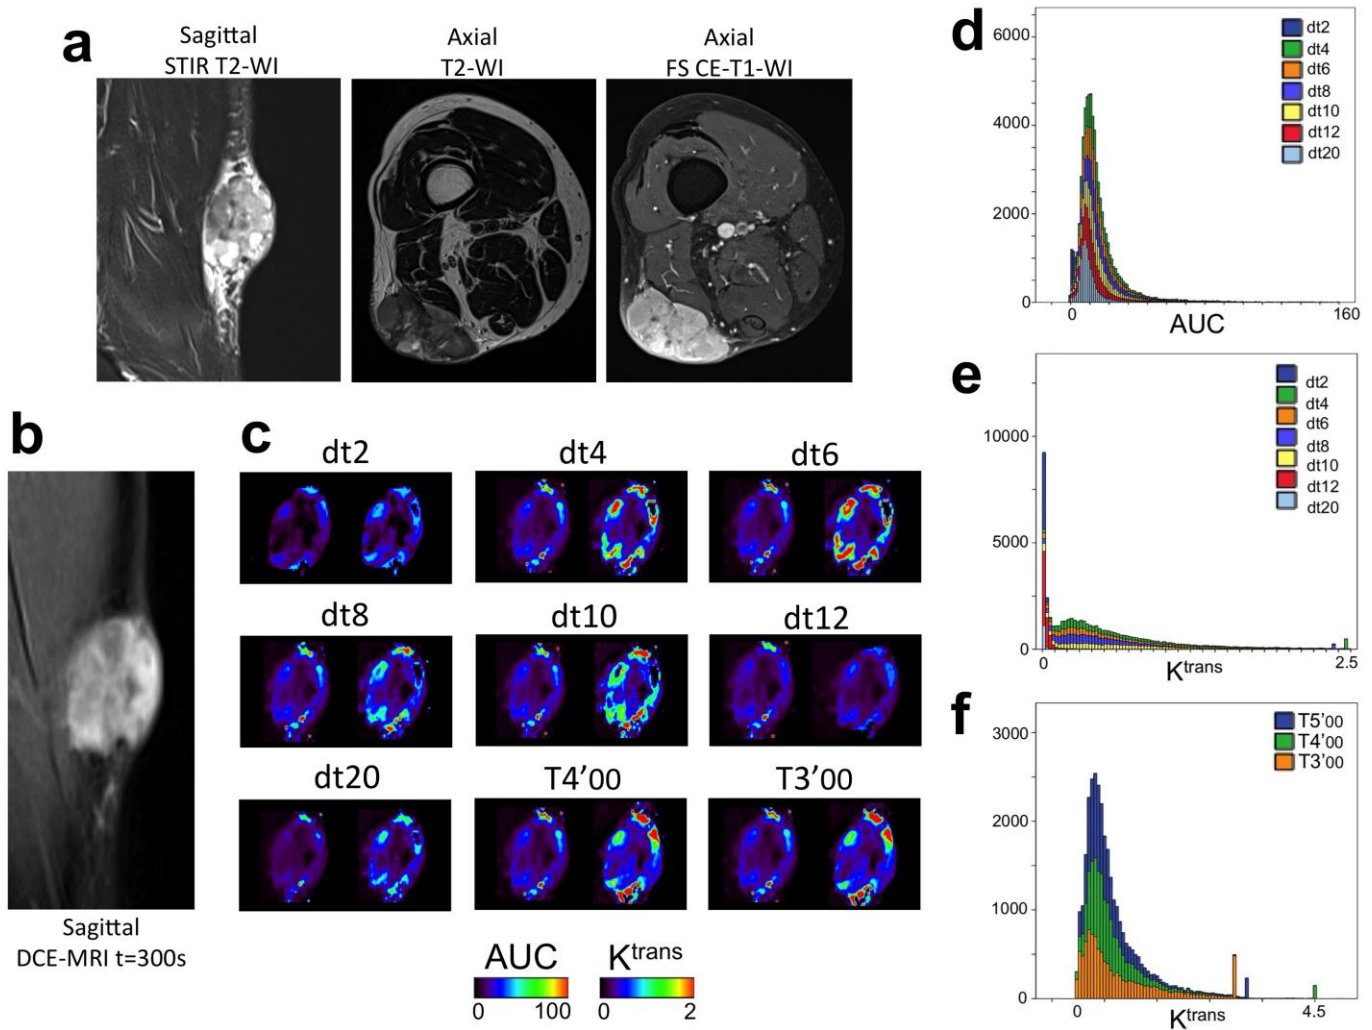 a
Sagittal
STIR T2-WI
Axial
T2-WI
Axial
FS CE-T1-WI
b
Sagittal
DCE-MRI t=300s
c
dt2
dt4
dt6
dt8
dt10
dt12
dt20
T4'00
T3'00
AUC
0
100
Ktrans
0
2
d
6000
4000
2000
0
0
160
AUC
dt2
dt4
dt6
dt8
dt10
dt12
dt20
e
10000
5000
0
0
2.5
Ktrans
dt2
dt4
dt6
dt8
dt10
dt12
dt20
f
3000
2000
1000
0
0
4.5
Ktrans
T5'00
T4'00
T3'00